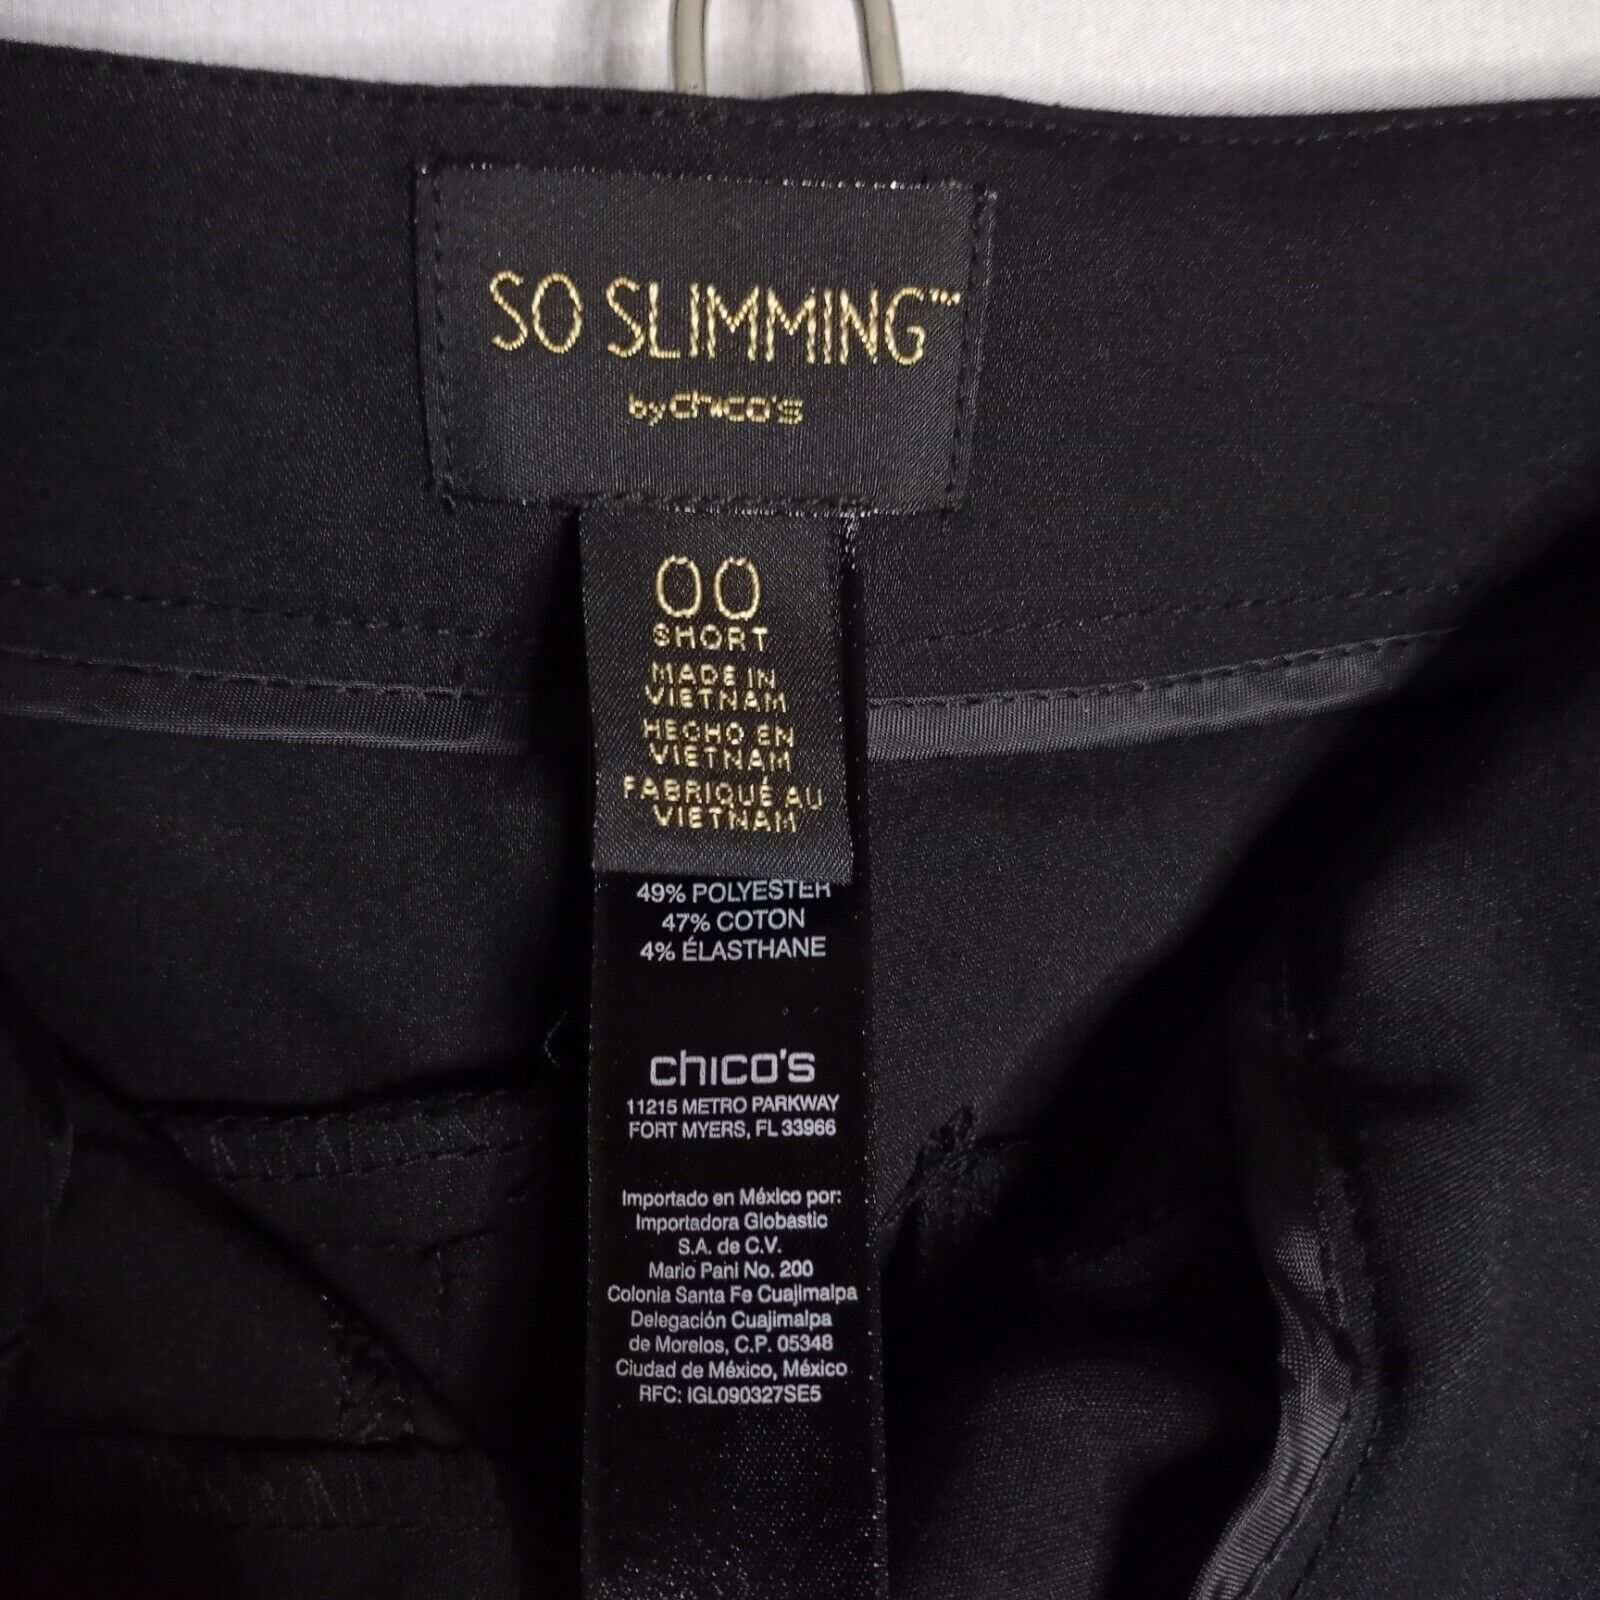 SO SLIMMING™
by chico's
00
SHORT
MADE IN
VIETNAM
HECHO EN
VIETNAM
FABRIQUÉ AU
VIETNAM
49% POLYESTER
47% COTON
4% ÉLASTHANE
chico's
11215 METRO PARKWAY
FORT MYERS, FL 33966
Importado en México por:
Importadora Globastic
S.A. de C.V.
Mario Pani No. 200
Colonia Santa Fe Cuajimalpa
Delegación Cuajimalpa
de Morelos, C.P. 05348
Ciudad de México, México
RFC: IGL090327SE5